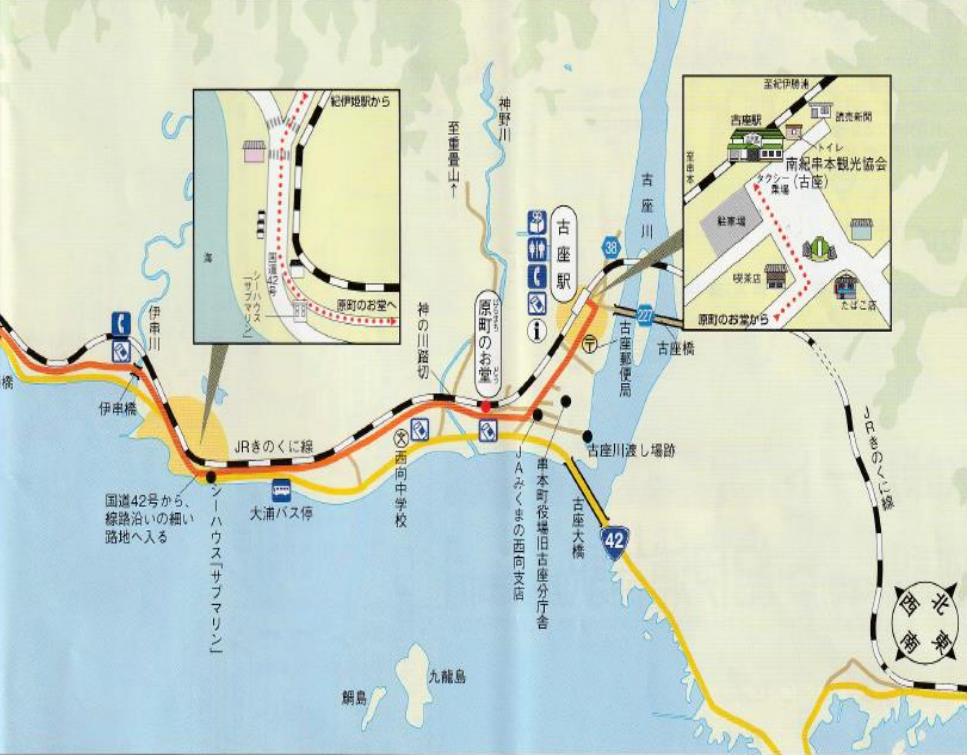 紀伊姫駅から
海
国道42号
シーハウス
「サブマリン」
原町のお堂へ
至重畳山→
神野川
古座川
古座駅
38
227
古座橋
古座郵便局
〒
i
至紀伊勝浦
古座駅
読売新聞
トイレ
南紀串本観光協会
(古座)
タクシー
乗場
至串本
駐車場
喫茶店
たばこ店
原町のお堂から
伊串川
橋
伊串橋
JRきのくに線
神の川踏切
はらまち どう
原町のお堂
文
西向中学校
国道42号から、
線路沿いの細い
路地へ入る
シーハウス「サブマリン」
大浦バス停
JAみくまの西向支店
串本町役場旧古座分庁舎
古座川渡し場跡
古座大橋
42
JRきのくに線
九龍島
鯛島
北
東
南
西